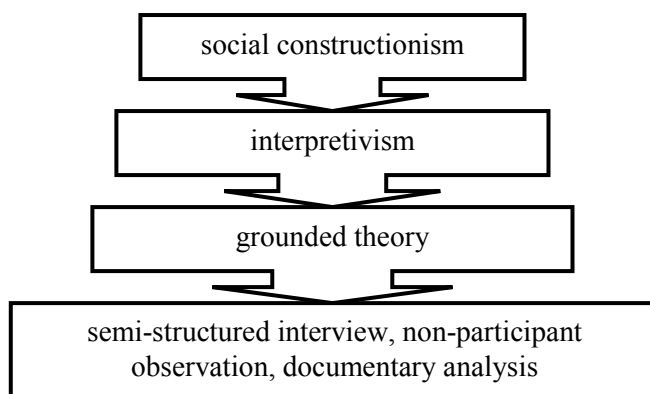 social constructionism
interpretivism
grounded theory
semi-structured interview, non-participant
observation, documentary analysis